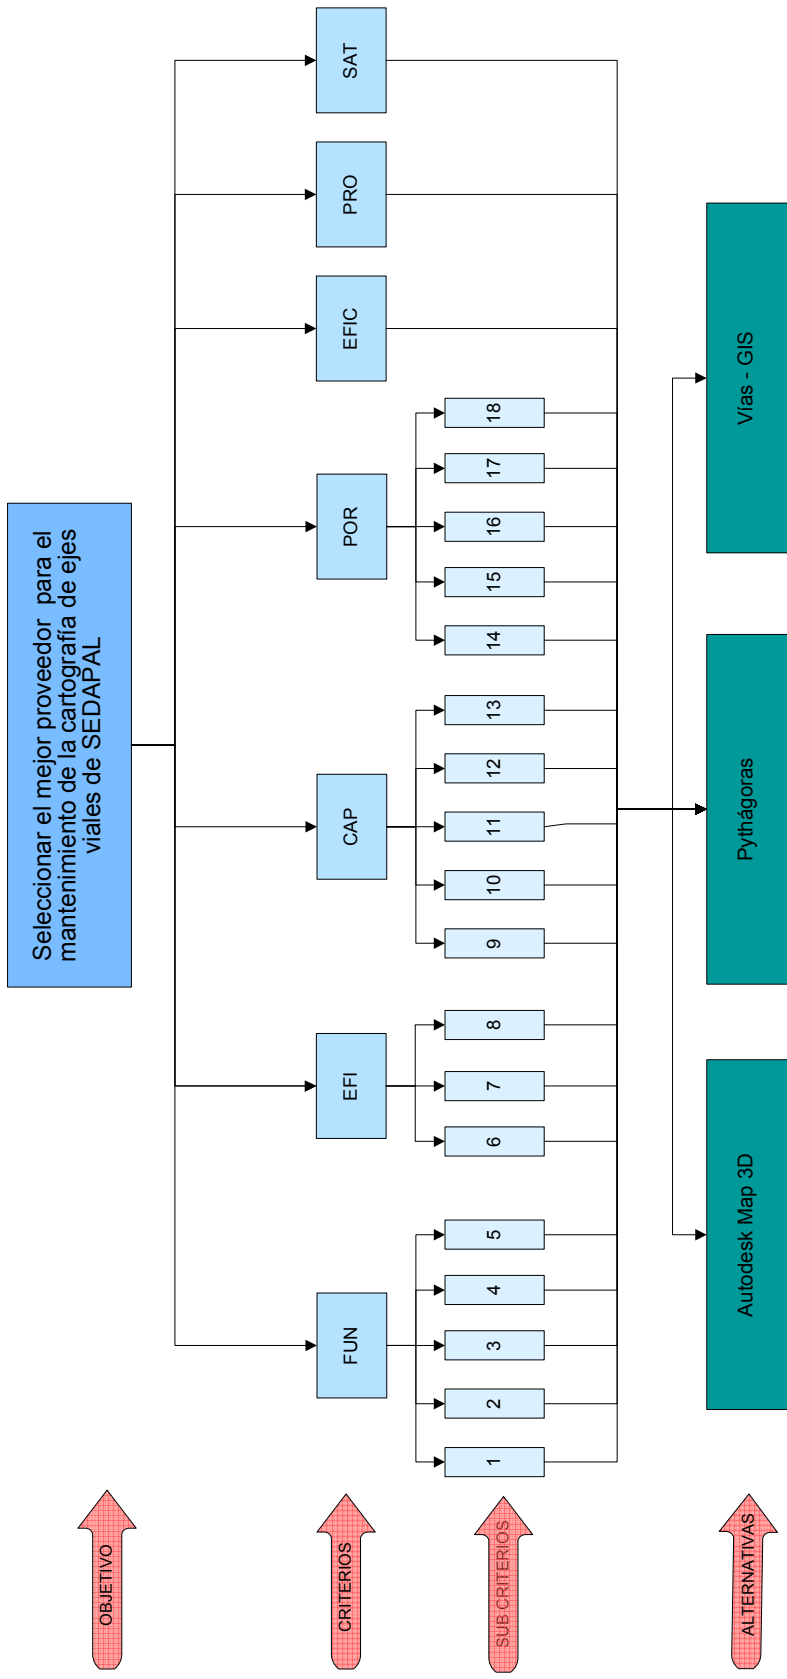 OBJETIVO
Seleccionar el mejor proveedor para el
mantenimiento de la cartografía de ejes
viales de SEDAPAL
CRITERIOS
FUN
EFI
CAP
POR
EFIC
PRO
SAT
SUB CRITERIOS
1
2
3
4
5
6
7
8
9
10
11
12
13
14
15
16
17
18
ALTERNATIVAS
Autodesk Map 3D
Pythágoras
Vías - GIS